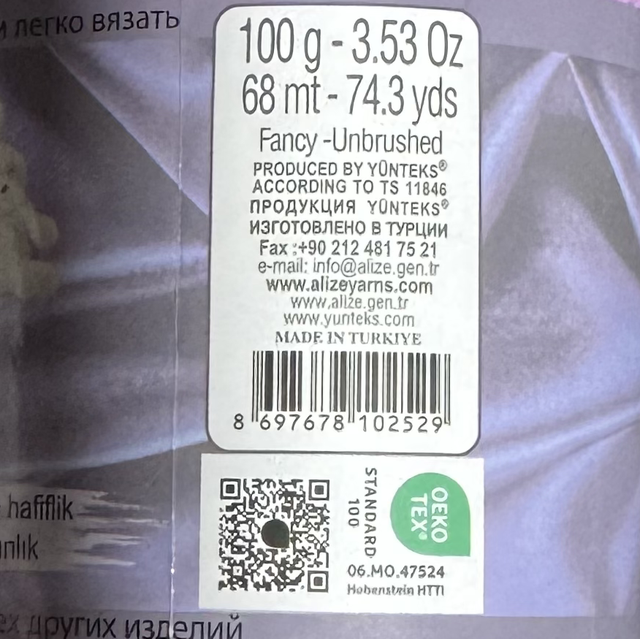 и легко вязать
100 g - 3.53 Oz
68 mt - 74.3 yds
Fancy -Unbrushed
PRODUCED BY YÜNTEKS®
ACCORDING TO TS 11846
ПРОДУКЦИЯ YÜNTEKS®
ИЗГОТОВЛЕНО В ТУРЦИИ
Fax :+90 212 481 75 21
e-mail: info@alize.gen.tr
www.alizeyarns.com
www.alize.gen.tr
www.yunteks.com
MADE IN TURKIYE
8 697678 102529
OEKO
TEX®
STANDARD
100
06.MO.47524
Hohenstein HTTI
hafiflik
других изделий